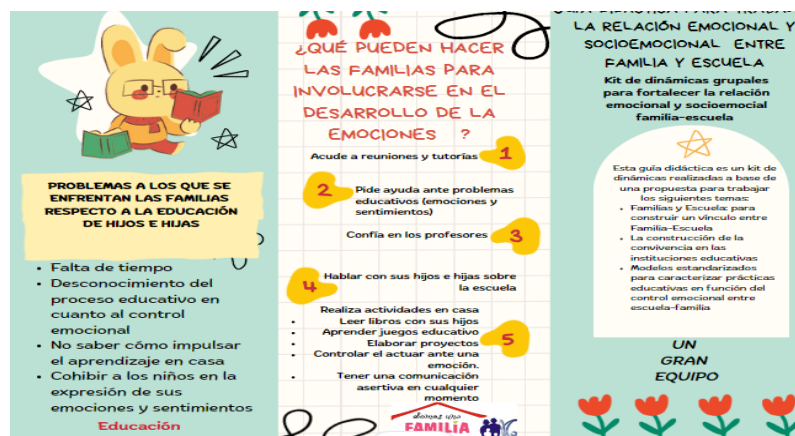 PROBLEMAS A LOS QUE SE
ENFRENTAN LAS FAMILIAS
RESPECTO A LA EDUCACIÓN
DE HIJOS E HIJAS
• Falta de tiempo
• Desconocimiento del
proceso educativo en
cuanto al control
emocional
• No saber cómo impulsar
el aprendizaje en casa
• Cohibir a los niños en la
expresión de sus
emociones y sentimientos
Educación
¿QUÉ PUEDEN HACER
LAS FAMILIAS PARA
INVOLUCRARSE EN EL
DESARROLLO DE LA
EMOCIONES ?
Acude a reuniones y tutorías 1
2 Pide ayuda ante problemas
educativos (emociones y
sentimientos)
Confía en los profesores 3
4 Hablar con sus hijos e hijas sobre
la escuela
Realiza actividades en casa
• Leer libros con sus hijos
• Aprender juegos educativo
• Elaborar proyectos 5
• Controlar el actuar ante una
emoción.
• Tener una comunicación
asertiva en cualquier
momento
FAMILIA
GUÍA DIDÁCTICA PARA TRABAJAR
LA RELACIÓN EMOCIONAL Y
SOCIOEMOCIONAL ENTRE
FAMILIA Y ESCUELA
Kit de dinámicas grupales
para fortalecer la relación
emocional y socioemocial
familia-escuela
Esta guía didáctica es un kit de
dinámicas realizadas a base de
una propuesta para trabajar
los siguientes temas:
• Familias y Escuela: para
construir un vínculo entre
Familia-Escuela
• La construcción de la
convivencia en las
instituciones educativas
• Modelos estandarizados
para caracterizar prácticas
educativas en función del
control emocional entre
escuela-familia
UN
GRAN
EQUIPO